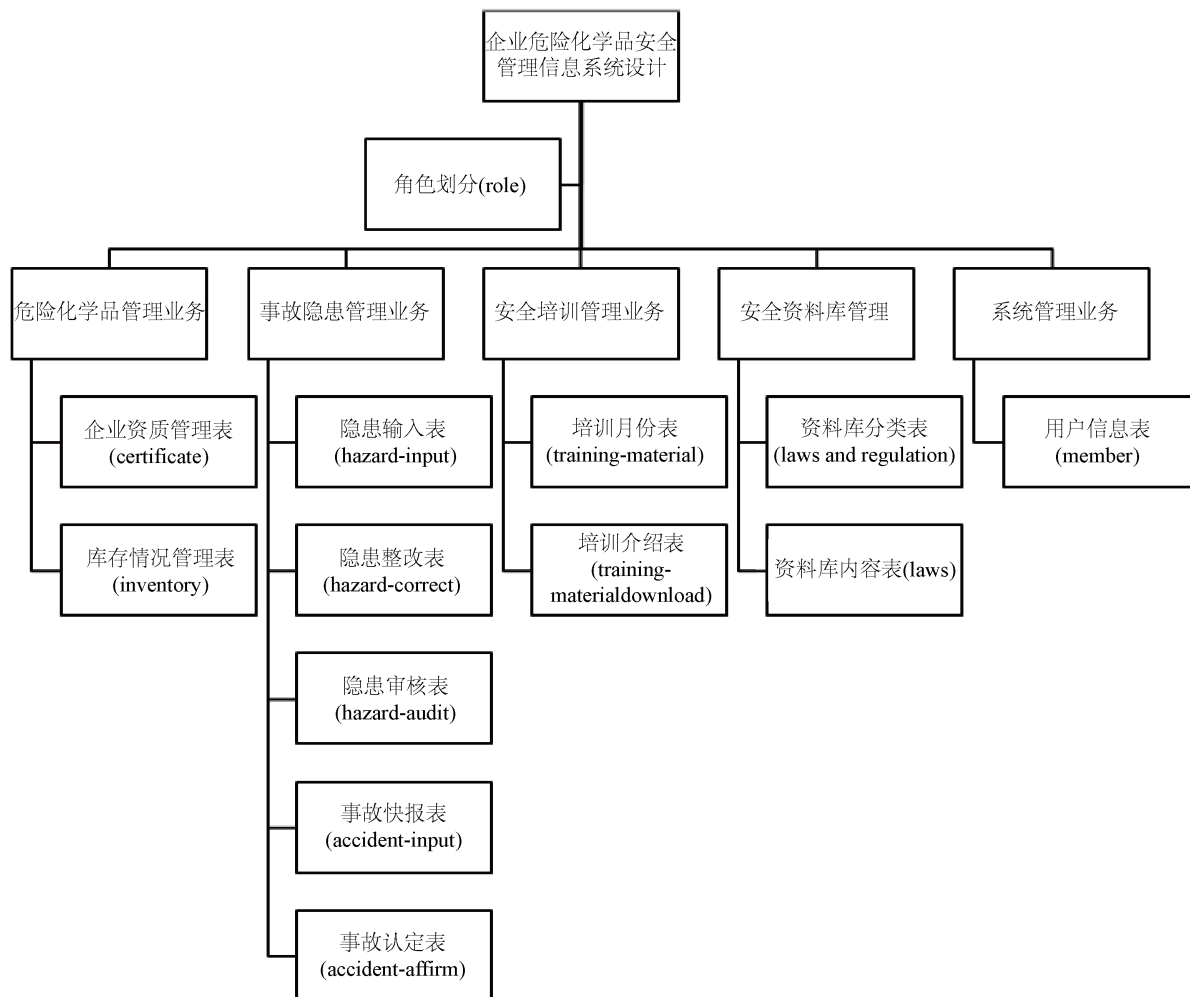 企业危险化学品安全
管理信息系统设计
角色划分(role)
危险化学品管理业务
事故隐患管理业务
安全培训管理业务
安全资料库管理
系统管理业务
企业资质管理表
(certificate)
库存情况管理表
(inventory)
隐患输入表
(hazard-input)
隐患整改表
(hazard-correct)
隐患审核表
(hazard-audit)
事故快报表
(accident-input)
事故认定表
(accident-affirm)
培训月份表
(training-material)
培训介绍表
(training-
materialdownload)
资料库分类表
(laws and regulation)
资料库内容表(laws)
用户信息表
(member)